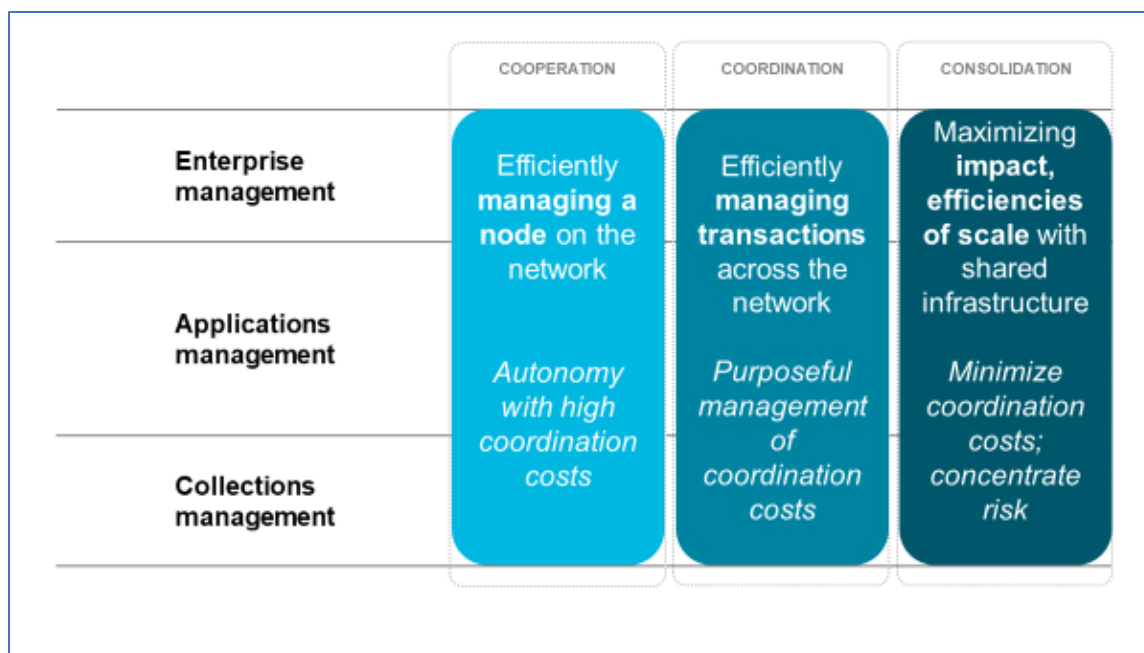 COOPERATION
COORDINATION
CONSOLIDATION
Enterprise
management
Applications
management
Collections
management
Efficiently
managing a
node on the
network
Autonomy
with high
coordination
costs
Efficiently
managing
transactions
across the
network
Purposeful
management
of
coordination
costs
Maximizing
impact,
efficiencies
of scale with
shared
infrastructure
Minimize
coordination
costs;
concentrate
risk